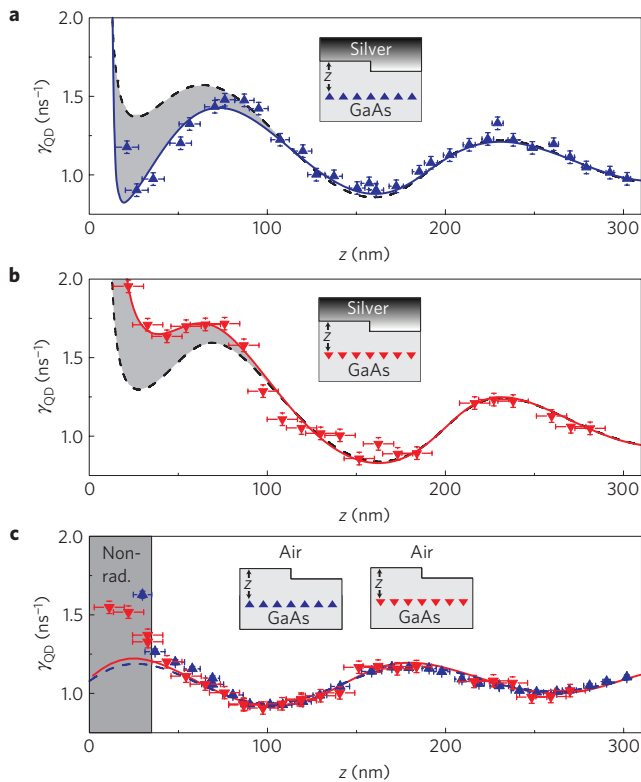 a
2.0
1.5
1.0
γQD (ns⁻¹)
Silver
z
GaAs
0
100
200
300
z (nm)
b
2.0
1.5
1.0
γQD (ns⁻¹)
Silver
z
GaAs
0
100
200
300
z (nm)
c
2.0
1.5
1.0
γQD (ns⁻¹)
Non-
rad.
Air
Air
z
z
GaAs
GaAs
0
100
200
300
z (nm)